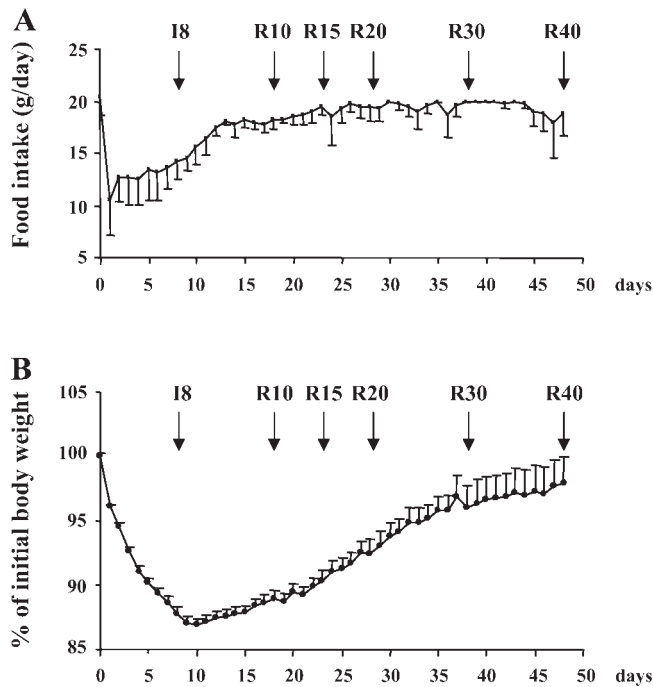 A
I8 R10 R15 R20 R30 R40
Food intake (g/day)
25
20
15
10
5
0 5 10 15 20 25 30 35 40 45 50 days
B
I8 R10 R15 R20 R30 R40
% of initial body weight
105
100
95
90
85
0 5 10 15 20 25 30 35 40 45 50 days